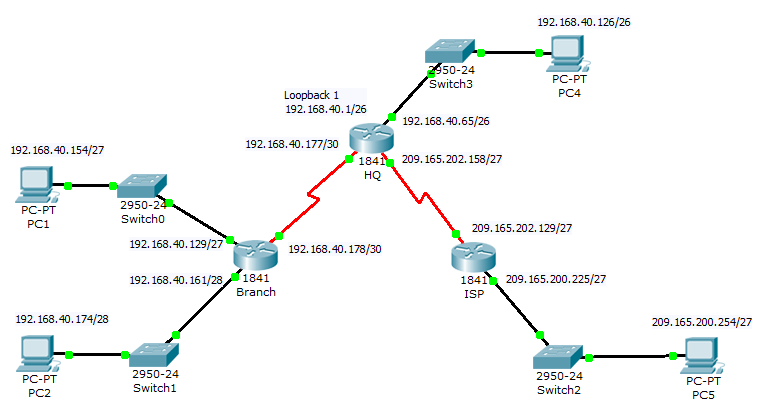 192.168.40.126/26
2950-24
Switch3
PC-PT
PC4
Loopback 1
192.168.40.1/26
192.168.40.65/26
192.168.40.177/30
1841
HQ
209.165.202.158/27
192.168.40.154/27
PC-PT
PC1
2950-24
Switch0
192.168.40.129/27
192.168.40.178/30
209.165.202.129/27
192.168.40.161/28
1841
Branch
1841
ISP
209.165.200.225/27
192.168.40.174/28
PC-PT
PC2
2950-24
Switch1
209.165.200.254/27
2950-24
Switch2
PC-PT
PC5